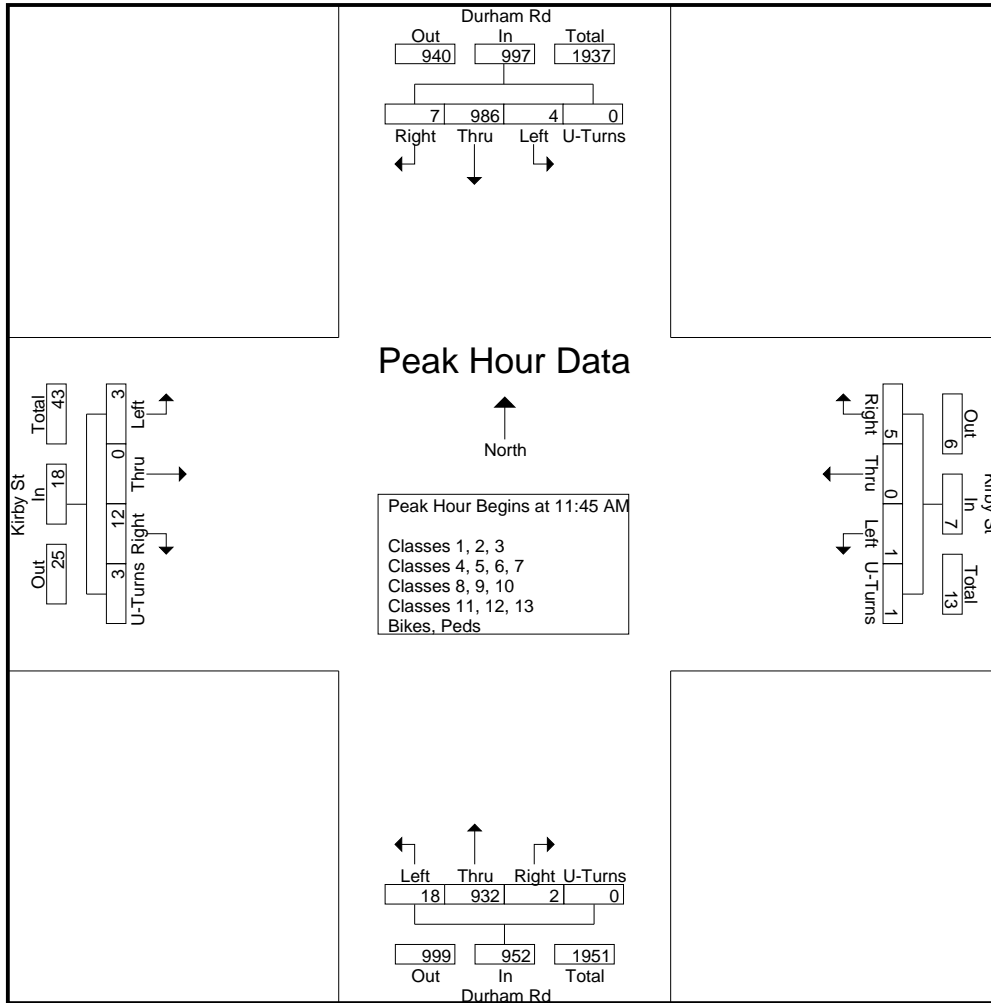 Durham Rd
Out In Total
940 997 1937
7 986 4 0
Right Thru Left U-Turns
Peak Hour Data
North
Peak Hour Begins at 11:45 AM
Classes 1, 2, 3
Classes 4, 5, 6, 7
Classes 8, 9, 10
Classes 11, 12, 13
Bikes, Peds
Kirby St
Out In Total
25 18 43
3 12 0 3
U-Turns Right Thru Left
Kirby St
Out In Total
6 7 13
5 0 1 1
Right Thru Left U-Turns
Left Thru Right U-Turns
18 932 2 0
999 952 1951
Out In Total
Durham Rd